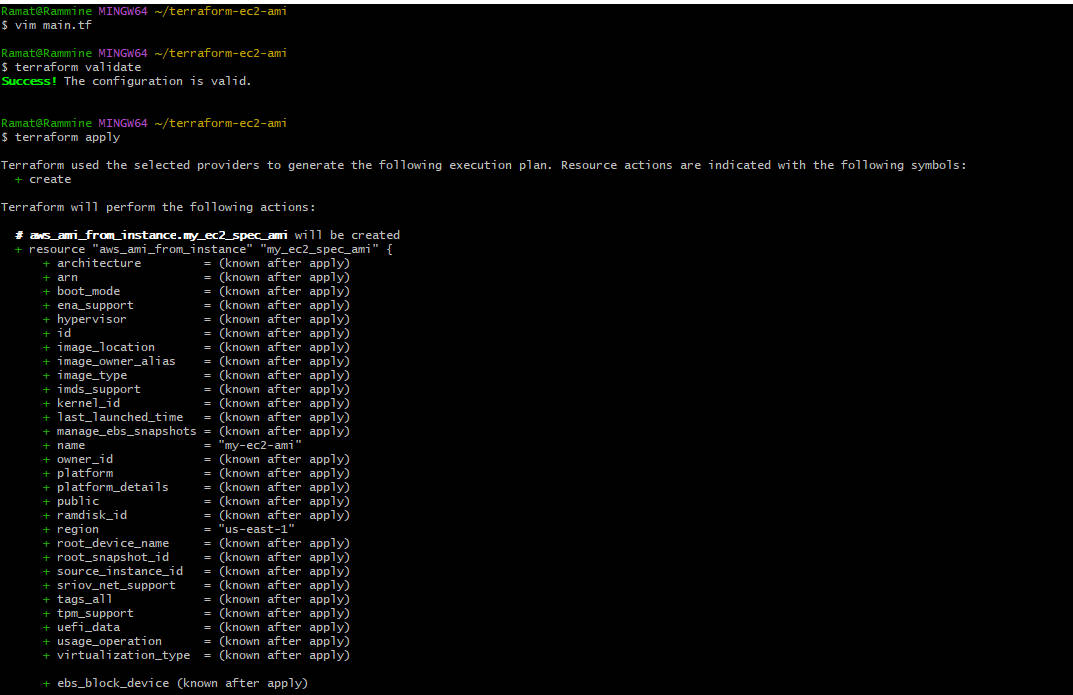 Ramat@Rammine MINGW64 ~/terraform-ec2-ami
$ vim main.tf
Ramat@Rammine MINGW64 ~/terraform-ec2-ami
$ terraform validate
Success! The configuration is valid.
Ramat@Rammine MINGW64 ~/terraform-ec2-ami
$ terraform apply
Terraform used the selected providers to generate the following execution plan. Resource actions are indicated with the following symbols:
+ create
Terraform will perform the following actions:
# aws_ami_from_instance.my_ec2_spec_ami will be created
+ resource "aws_ami_from_instance" "my_ec2_spec_ami" {
+ architecture = (known after apply)
+ arn = (known after apply)
+ boot_mode = (known after apply)
+ ena_support = (known after apply)
+ hypervisor = (known after apply)
+ id = (known after apply)
+ image_location = (known after apply)
+ image_owner_alias = (known after apply)
+ image_type = (known after apply)
+ imds_support = (known after apply)
+ kernel_id = (known after apply)
+ last_launched_time = (known after apply)
+ manage_ebs_snapshots = (known after apply)
+ name = "my-ec2-ami"
+ owner_id = (known after apply)
+ platform = (known after apply)
+ platform_details = (known after apply)
+ public = (known after apply)
+ ramdisk_id = (known after apply)
+ region = "us-east-1"
+ root_device_name = (known after apply)
+ root_snapshot_id = (known after apply)
+ source_instance_id = (known after apply)
+ sriov_net_support = (known after apply)
+ tags_all = (known after apply)
+ tpm_support = (known after apply)
+ uefi_data = (known after apply)
+ usage_operation = (known after apply)
+ virtualization_type = (known after apply)
+ ebs_block_device (known after apply)